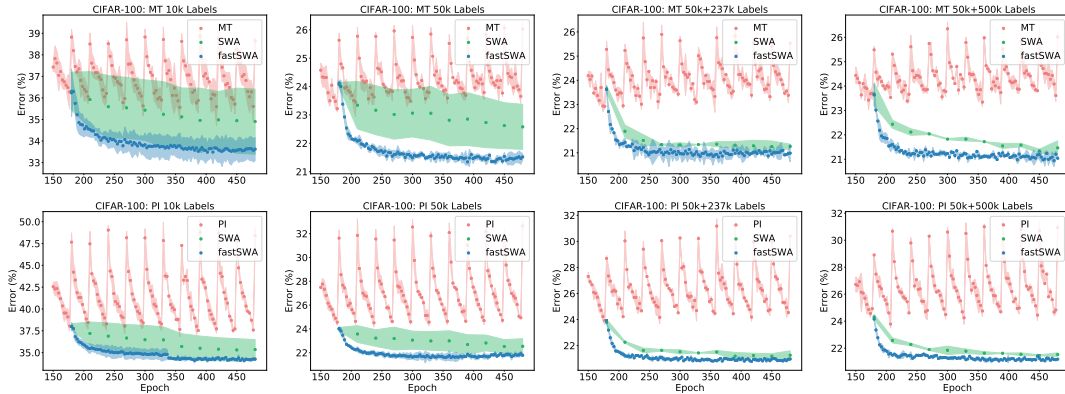 CIFAR-100: MT 10k Labels
39
38
37
36
35
34
33
Error (%)
MT
SWA
fastSWA
150 200 250 300 350 400 450
CIFAR-100: MT 50k Labels
26
25
24
23
22
21
Error (%)
MT
SWA
fastSWA
150 200 250 300 350 400 450
CIFAR-100: MT 50k+237k Labels
26
25
24
23
22
21
Error (%)
MT
SWA
fastSWA
150 200 250 300 350 400 450
CIFAR-100: MT 50k+500k Labels
26
25
24
23
22
21
Error (%)
MT
SWA
fastSWA
150 200 250 300 350 400 450
CIFAR-100: PI 10k Labels
50.0
47.5
45.0
42.5
40.0
37.5
35.0
Error (%)
PI
SWA
fastSWA
150 200 250 300 350 400 450
Epoch
CIFAR-100: PI 50k Labels
32
30
28
26
24
22
Error (%)
PI
SWA
fastSWA
150 200 250 300 350 400 450
Epoch
CIFAR-100: PI 50k+237k Labels
32
30
28
26
24
22
Error (%)
PI
SWA
fastSWA
150 200 250 300 350 400 450
Epoch
CIFAR-100: PI 50k+500k Labels
32
30
28
26
24
22
Error (%)
PI
SWA
fastSWA
150 200 250 300 350 400 450
Epoch